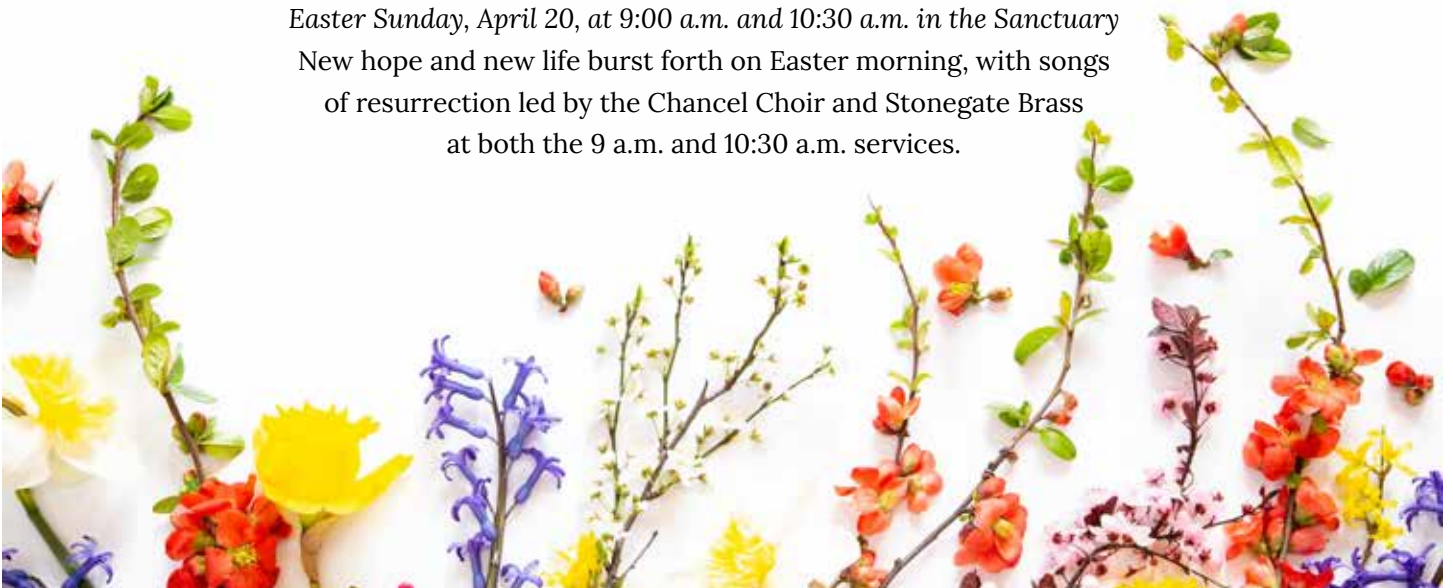 Easter Sunday, April 20, at 9:00 a.m. and 10:30 a.m. in the Sanctuary
New hope and new life burst forth on Easter morning, with songs
of resurrection led by the Chancel Choir and Stonegate Brass
at both the 9 a.m. and 10:30 a.m. services.